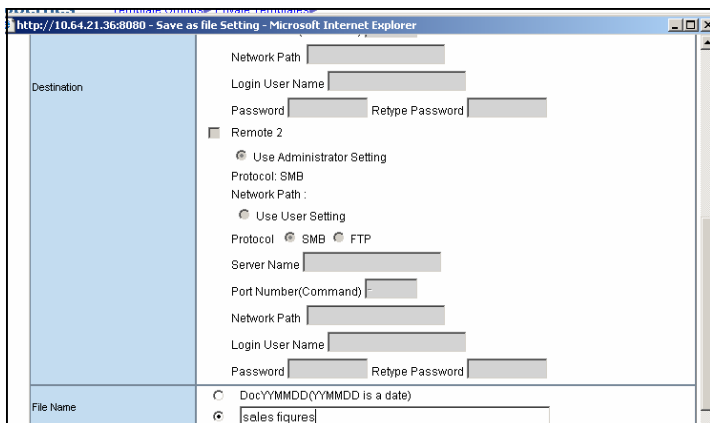 http://10.64.21.36:8080 - Save as file Setting - Microsoft Internet Explorer
Network Path
Login User Name
Destination
Password Retype Password
Remote 2
Use Administrator Setting
Protocol: SMB
Network Path :
Use User Setting
Protocol SMB FTP
Server Name
Port Number(Command) -
Network Path
Login User Name
Password Retype Password
DocYYMMDD(YYMMDD is a date)
File Name
sales figures